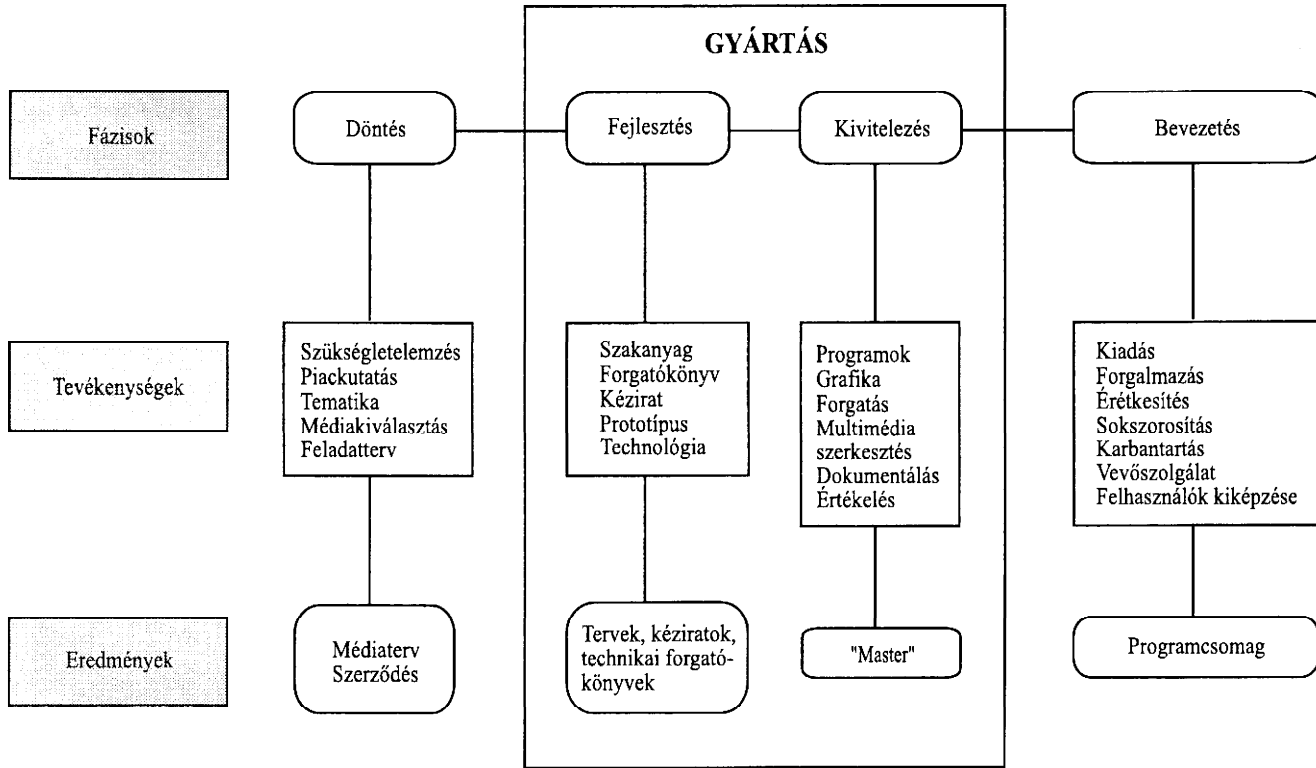 GYÁRTÁS
Fázisok
Döntés
Fejlesztés
Kivitelezés
Bevezetés
Tevékenységek
Szükségletelemzés
Piackutatás
Tematika
Médiakiválasztás
Feladatterv
Szakanyag
Forgatókönyv
Kézirat
Prototípus
Technológia
Programok
Grafika
Forgatás
Multimédia
szerkesztés
Dokumentálás
Értékelés
Kiadás
Forgalmazás
Érétkesítés
Sokszorosítás
Karbantartás
Vevőszolgálat
Felhasználók kiképzése
Eredmények
Médiaterv
Szerződés
Tervek, kéziratok,
technikai forgató-
könyvek
"Master"
Programcsomag